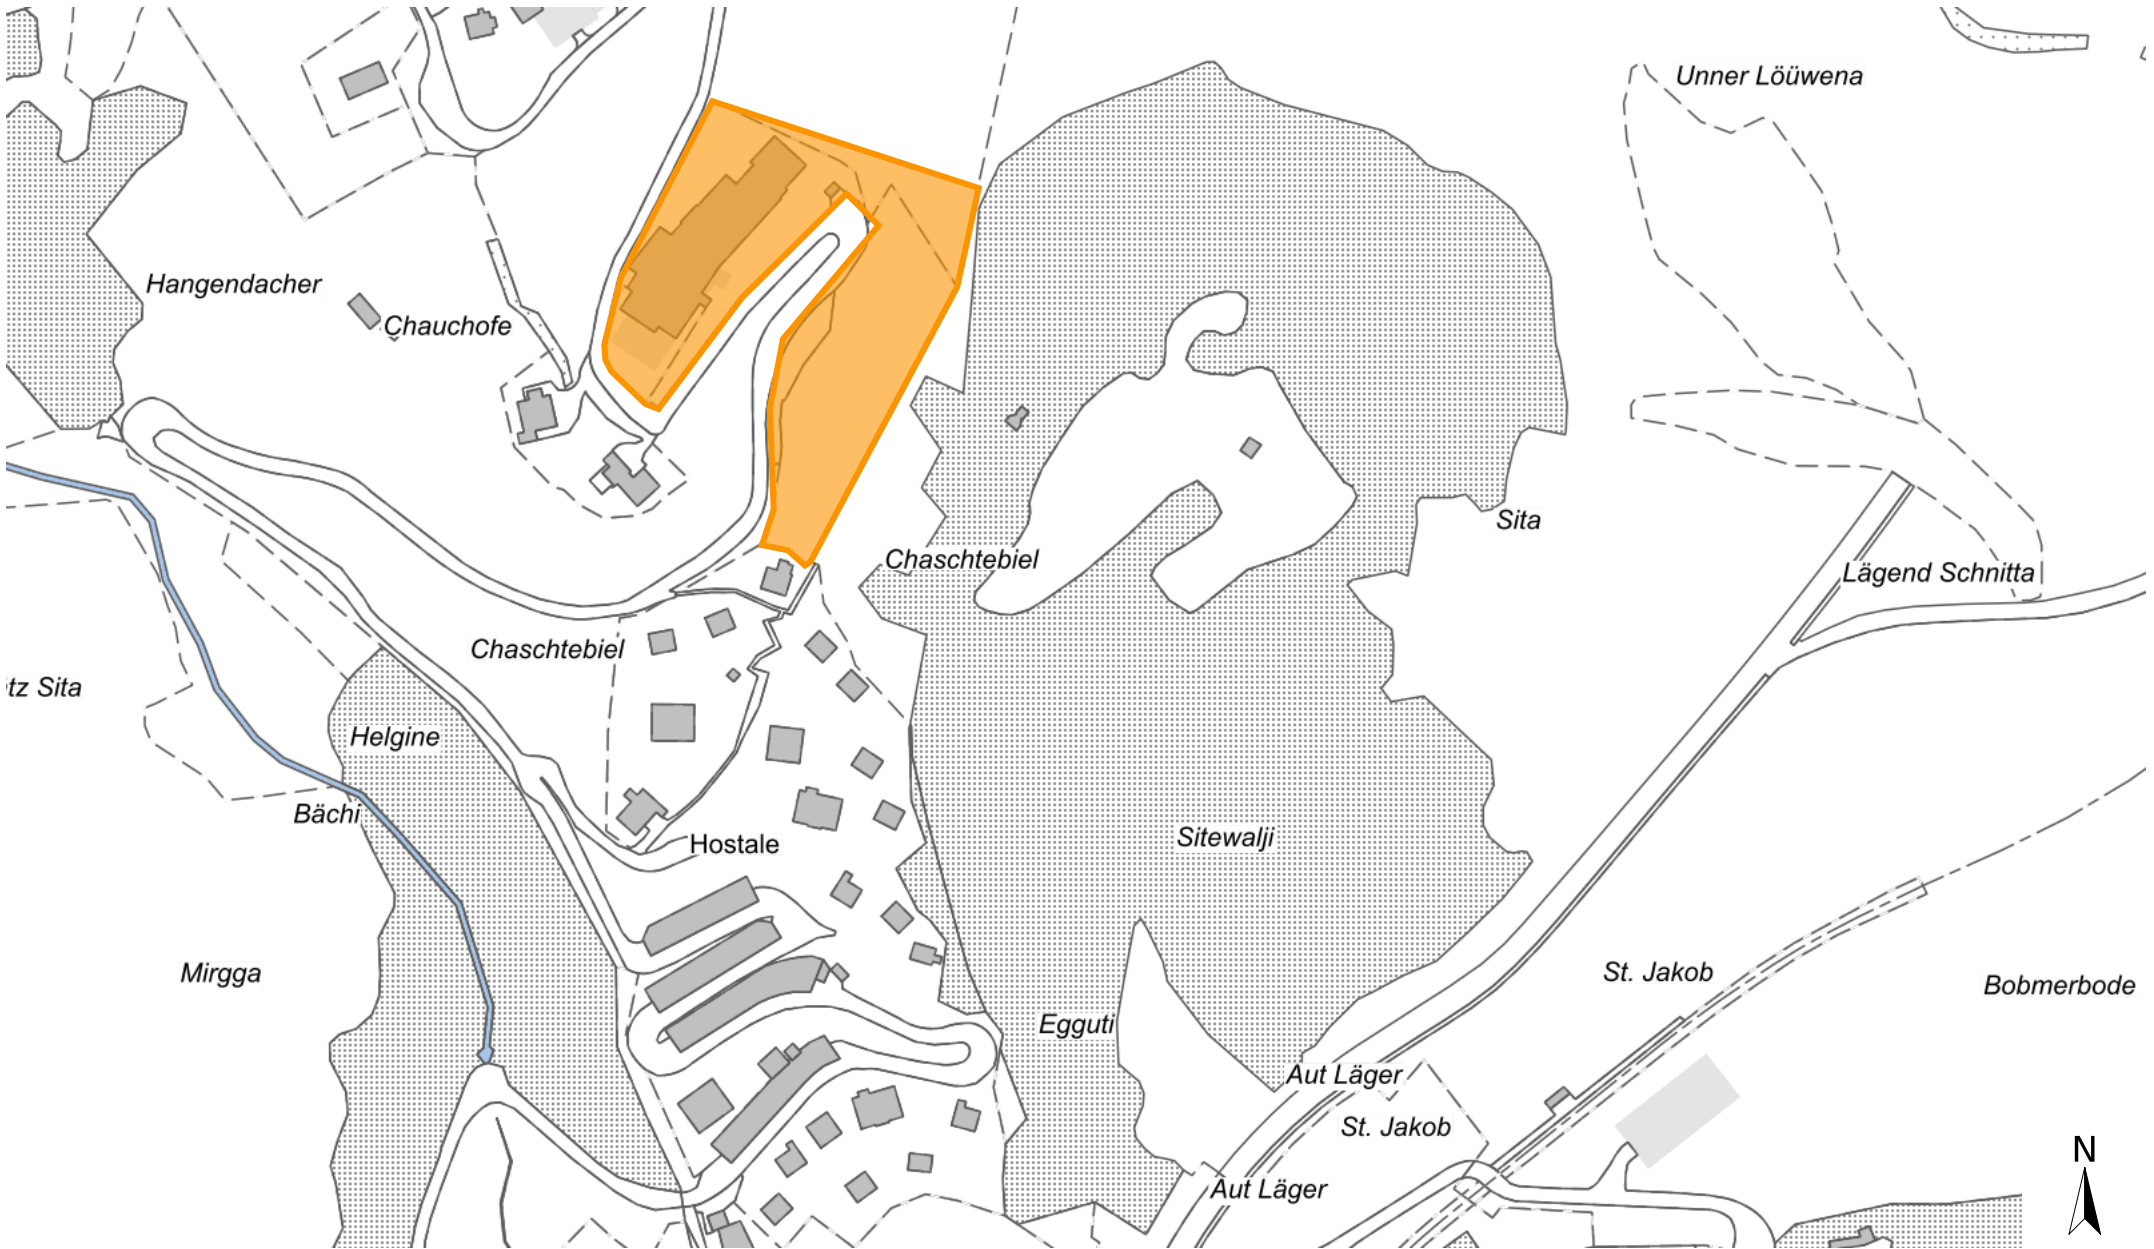 Unner Löüwena
Hangendacher
Chauchofe
Sita
Chaschtebiel
Lägend Schnitta
Chaschtebiel
itz Sita
Helgine
Bächi
Hostale
Sitewalji
Mirgga
St. Jakob
Bobmerbode
Egguti
Aut Läger
St. Jakob
Aut Läger
N